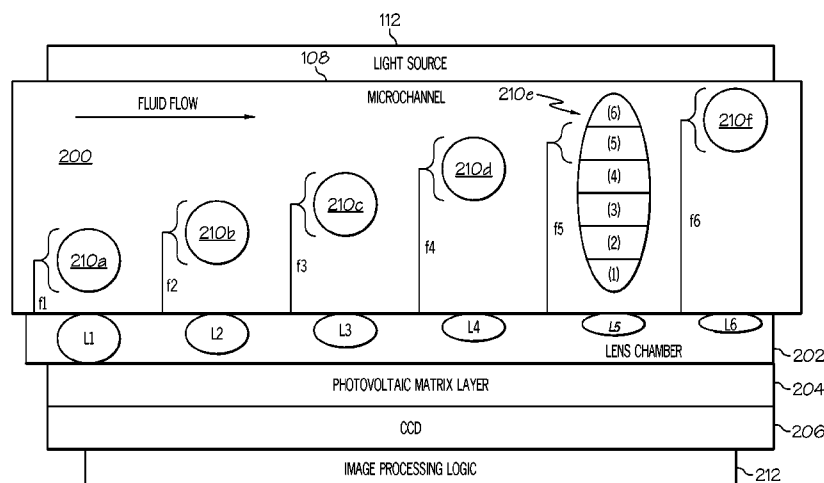 112
LIGHT SOURCE
108
FLUID FLOW
MICROCHANNEL
210e
200
210a
210b
210c
210d
210f
(6)
(5)
(4)
(3)
(2)
(1)
f1
f2
f3
f4
f5
f6
L1
L2
L3
L4
L5
L6
LENS CHAMBER
202
PHOTOVOLTAIC MATRIX LAYER
204
CCD
206
IMAGE PROCESSING LOGIC
212